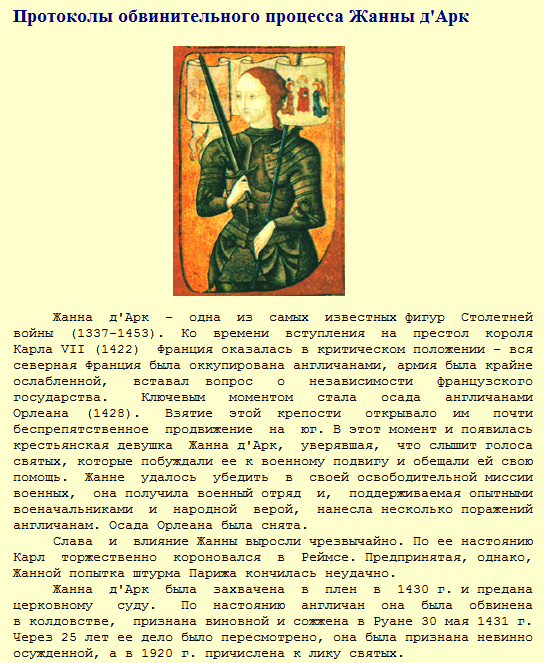 Протоколы обвинительного процесса Жанны д'Арк
Жанна д'Арк - одна из самых известных фигур Столетней
войны (1337-1453). Ко времени вступления на престол короля
Карла VII (1422) Франция оказалась в критическом положении - вся
северная Франция была оккупирована англичанами, армия была крайне
ослабленной, вставал вопрос о независимости французского
государства. Ключевым моментом стала осада англичанами
Орлеана (1428). Взятие этой крепости открывало им почти
беспрепятственное продвижение на юг. В этот момент и появилась
крестьянская девушка Жанна д'Арк, уверявшая, что слышит голоса
святых, которые побуждали ее к военному подвигу и обещали ей свою
помощь. Жанне удалось убедить в своей освободительной миссии
военных, она получила военный отряд и, поддерживаемая опытными
военачальниками и народной верой, нанесла несколько поражений
англичанам. Осада Орлеана была снята.
Слава и влияние Жанны выросли чрезвычайно. По ее настоянию
Карл торжественно короновался в Реймсе. Предпринятая, однако,
Жанной попытка штурма Парижа кончилась неудачно.
Жанна д'Арк была захвачена в плен в 1430 г. и предана
церковному суду. По настоянию англичан она была обвинена
в колдовстве, признана виновной и сожжена в Руане 30 мая 1431 г.
Через 25 лет ее дело было пересмотрено, она была признана невинно
осужденной, а в 1920 г. причислена к лику святых.